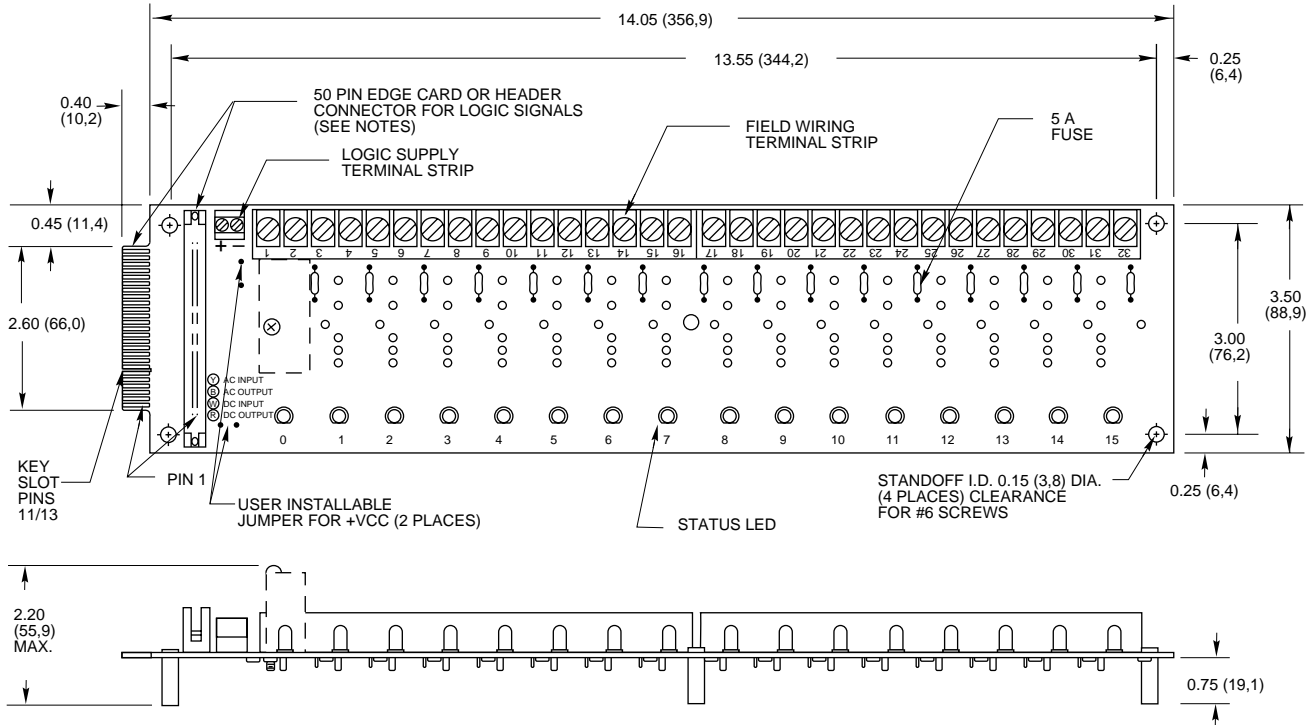 14.05 (356,9)
13.55 (344,2)
0.25
(6,4)
0.40
(10,2)
50 PIN EDGE CARD OR HEADER
CONNECTOR FOR LOGIC SIGNALS
(SEE NOTES)
LOGIC SUPPLY
TERMINAL STRIP
FIELD WIRING
TERMINAL STRIP
5 A
FUSE
0.45 (11,4)
+ −
1 2 3 4 5 6 7 8 9 10 11 12 13 14 15 16 17 18 19 20 21 22 23 24 25 26 27 28 29 30 31 32
2.60 (66,0)
3.50
(88,9)
3.00
(76,2)
Y AC INPUT
B AC OUTPUT
W DC INPUT
R DC OUTPUT
0 1 2 3 4 5 6 7 8 9 10 11 12 13 14 15
KEY
SLOT
PINS
11/13
PIN 1
USER INSTALLABLE
JUMPER FOR +VCC (2 PLACES)
STATUS LED
STANDOFF I.D. 0.15 (3,8) DIA.
(4 PLACES) CLEARANCE
FOR #6 SCREWS
0.25 (6,4)
2.20
(55,9)
MAX.
0.75 (19,1)